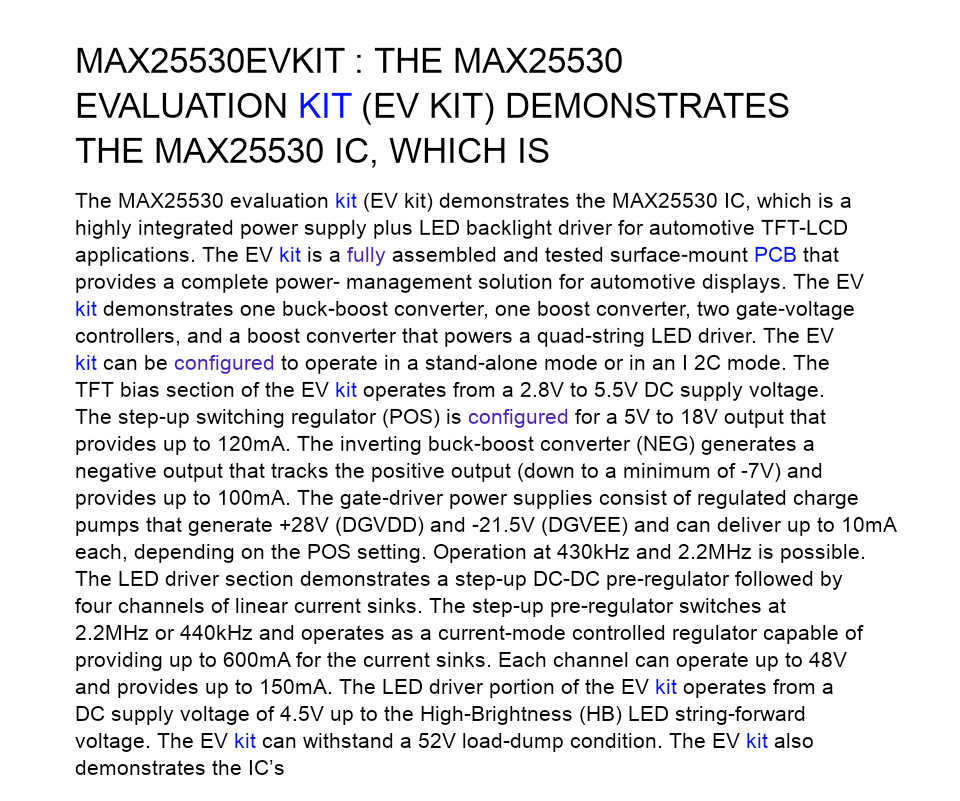 MAX25530EVKIT : THE MAX25530
EVALUATION KIT (EV KIT) DEMONSTRATES
THE MAX25530 IC, WHICH IS
The MAX25530 evaluation kit (EV kit) demonstrates the MAX25530 IC, which is a
highly integrated power supply plus LED backlight driver for automotive TFT-LCD
applications. The EV kit is a fully assembled and tested surface-mount PCB that
provides a complete power- management solution for automotive displays. The EV
kit demonstrates one buck-boost converter, one boost converter, two gate-voltage
controllers, and a boost converter that powers a quad-string LED driver. The EV
kit can be configured to operate in a stand-alone mode or in an I 2C mode. The
TFT bias section of the EV kit operates from a 2.8V to 5.5V DC supply voltage.
The step-up switching regulator (POS) is configured for a 5V to 18V output that
provides up to 120mA. The inverting buck-boost converter (NEG) generates a
negative output that tracks the positive output (down to a minimum of -7V) and
provides up to 100mA. The gate-driver power supplies consist of regulated charge
pumps that generate +28V (DGVDD) and -21.5V (DGVEE) and can deliver up to 10mA
each, depending on the POS setting. Operation at 430kHz and 2.2MHz is possible.
The LED driver section demonstrates a step-up DC-DC pre-regulator followed by
four channels of linear current sinks. The step-up pre-regulator switches at
2.2MHz or 440kHz and operates as a current-mode controlled regulator capable of
providing up to 600mA for the current sinks. Each channel can operate up to 48V
and provides up to 150mA. The LED driver portion of the EV kit operates from a
DC supply voltage of 4.5V up to the High-Brightness (HB) LED string-forward
voltage. The EV kit can withstand a 52V load-dump condition. The EV kit also
demonstrates the IC’s